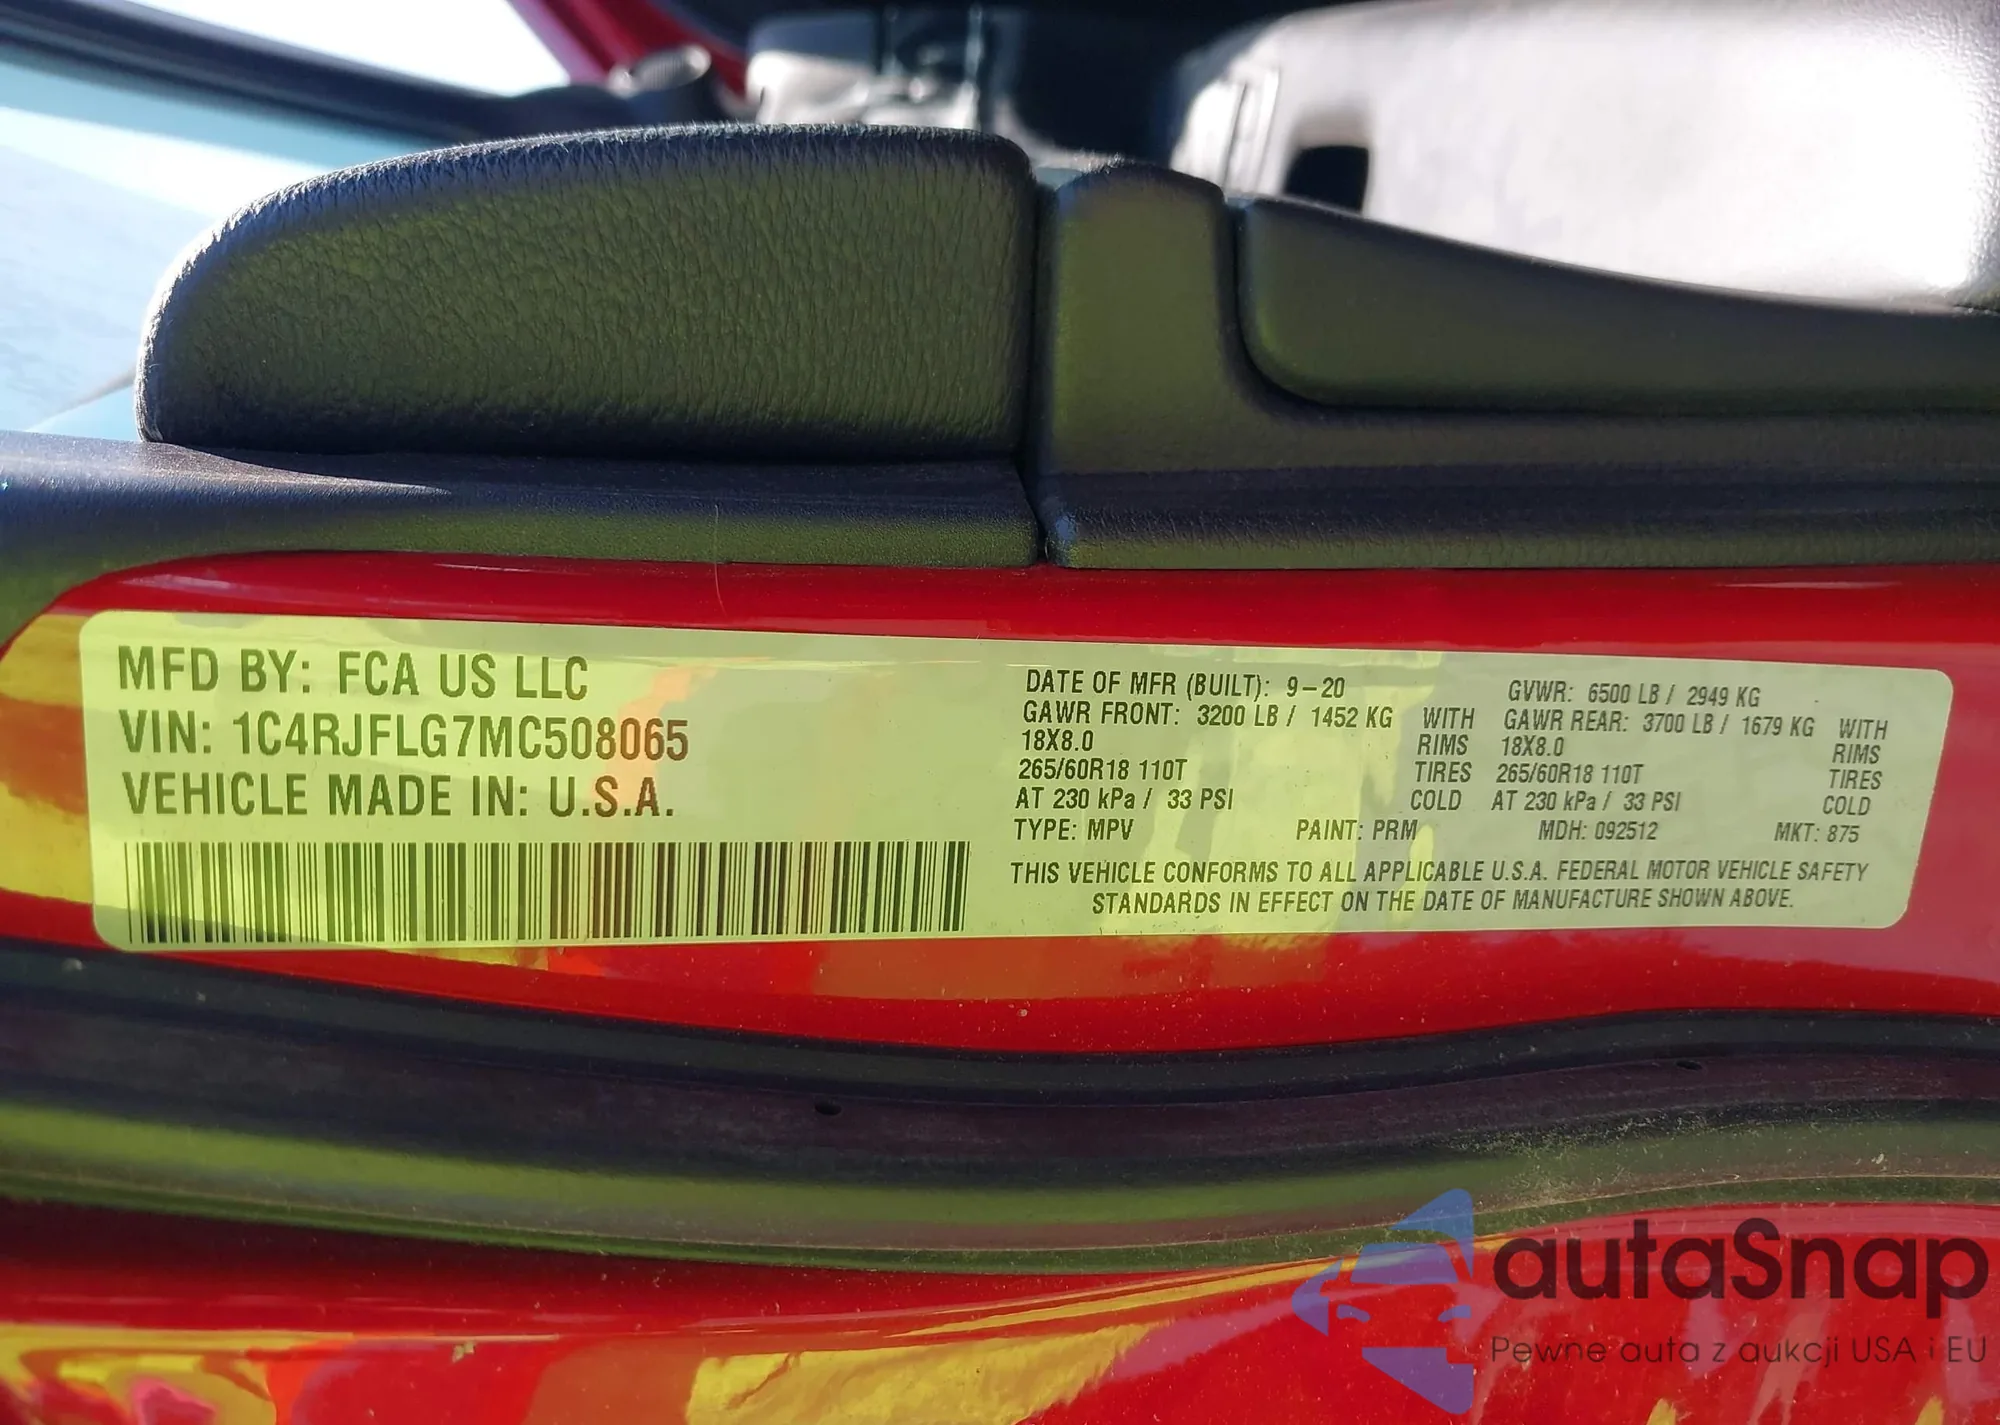 MFD BY: FCA US LLC
VIN: 1C4RJFLG7MC508065
VEHICLE MADE IN: U.S.A.
DATE OF MFR (BUILT): 9-20 GVWR: 6500 LB / 2949 KG
GAWR FRONT: 3200 LB / 1452 KG WITH GAWR REAR: 3700 LB / 1679 KG WITH
18X8.0 RIMS 18X8.0 RIMS
265/60R18 110T TIRES 265/60R18 110T TIRES
AT 230 kPa / 33 PSI COLD AT 230 kPa / 33 PSI COLD
TYPE: MPV PAINT: PRM MDH: 092512 MKT: 875
THIS VEHICLE CONFORMS TO ALL APPLICABLE U.S.A. FEDERAL MOTOR VEHICLE SAFETY
STANDARDS IN EFFECT ON THE DATE OF MANUFACTURE SHOWN ABOVE.
autaSnap
Pewne auta z aukcji USA i EU